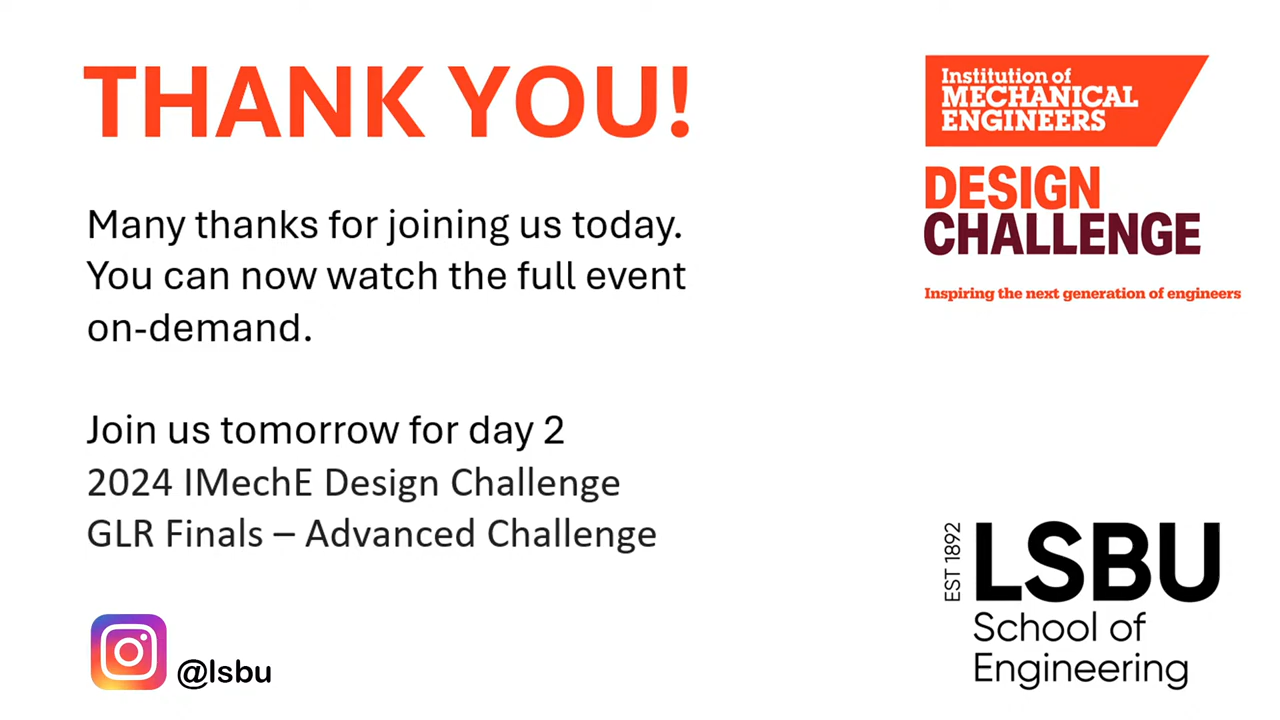 THANK YOU!
Many thanks for joining us today.
You can now watch the full event
on-demand.
Join us tomorrow for day 2
2024 IMechE Design Challenge
GLR Finals – Advanced Challenge
@lsbu
Institution of
MECHANICAL
ENGINEERS
DESIGN
CHALLENGE
Inspiring the next generation of engineers
EST 1892
LSBU
School of
Engineering